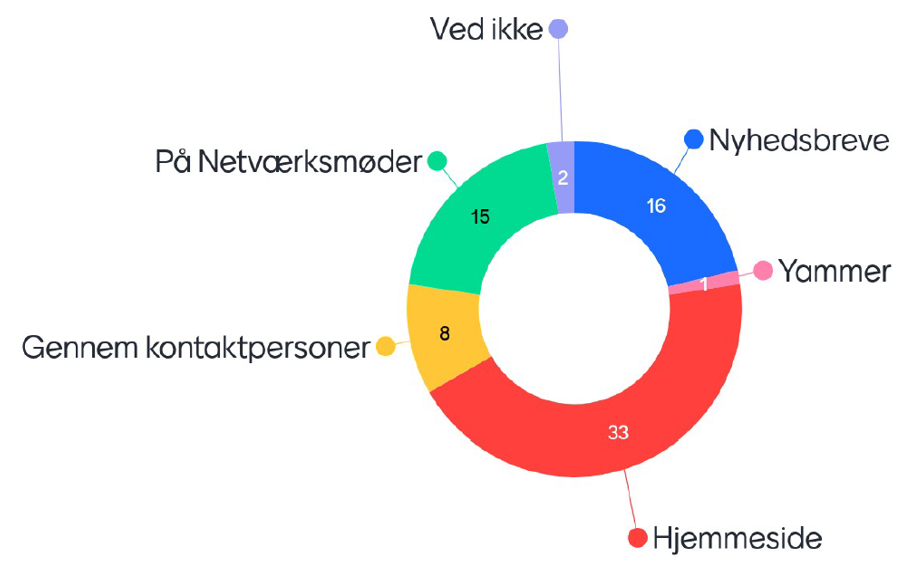 Ved ikke
Nyhedsbreve
På Netværksmøder
2
16
15
Yammer
1
8
Gennem kontaktpersoner
33
Hjemmeside